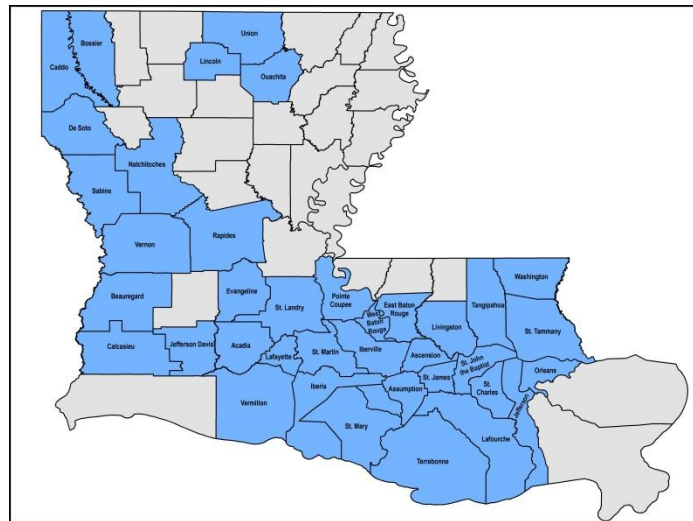 Union
Bossier
Lincoln
Caddo
Ouachita
De Soto
Natchitoches
Sabine
Rapides
Vernon
Washington
Evangeline
Beauregard
Pointe
Coupee
East Baton
Rouge
Tangipahoa
St. Landry
West
Baton
Rouge
Livingston
St. Tammany
Calcasieu
Jefferson Davis
Acadia
Lafayette
St. Martin
Iberville
Ascension
St. John
the Baptist
Orleans
St. James
Iberia
Assumption
St.
Charles
Jefferson
Vermilion
St. Mary
Lafourche
Terrebonne